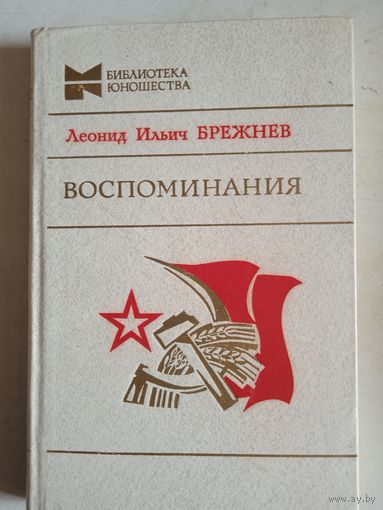 БИБЛИОТЕКА
ЮНОШЕСТВА
Леонид Ильич БРЕЖНЕВ
ВОСПОМИНАНИЯ
www.ay.by